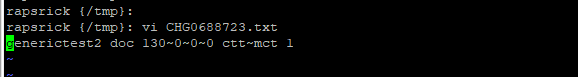 rapsrick {/tmp}:
rapsrick {/tmp}: vi CHG0688723.txt
generictest2 doc 130~0~0~0 ctt~mct 1
~
~